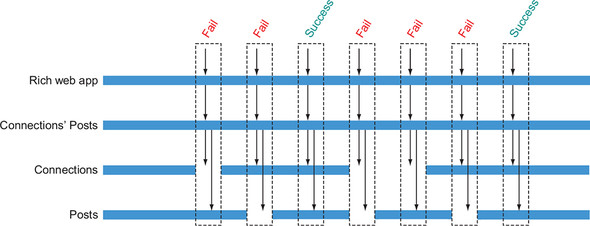 Fail
Fail
Success
Fail
Fail
Fail
Success
Rich web app
Connections' Posts
Connections
Posts